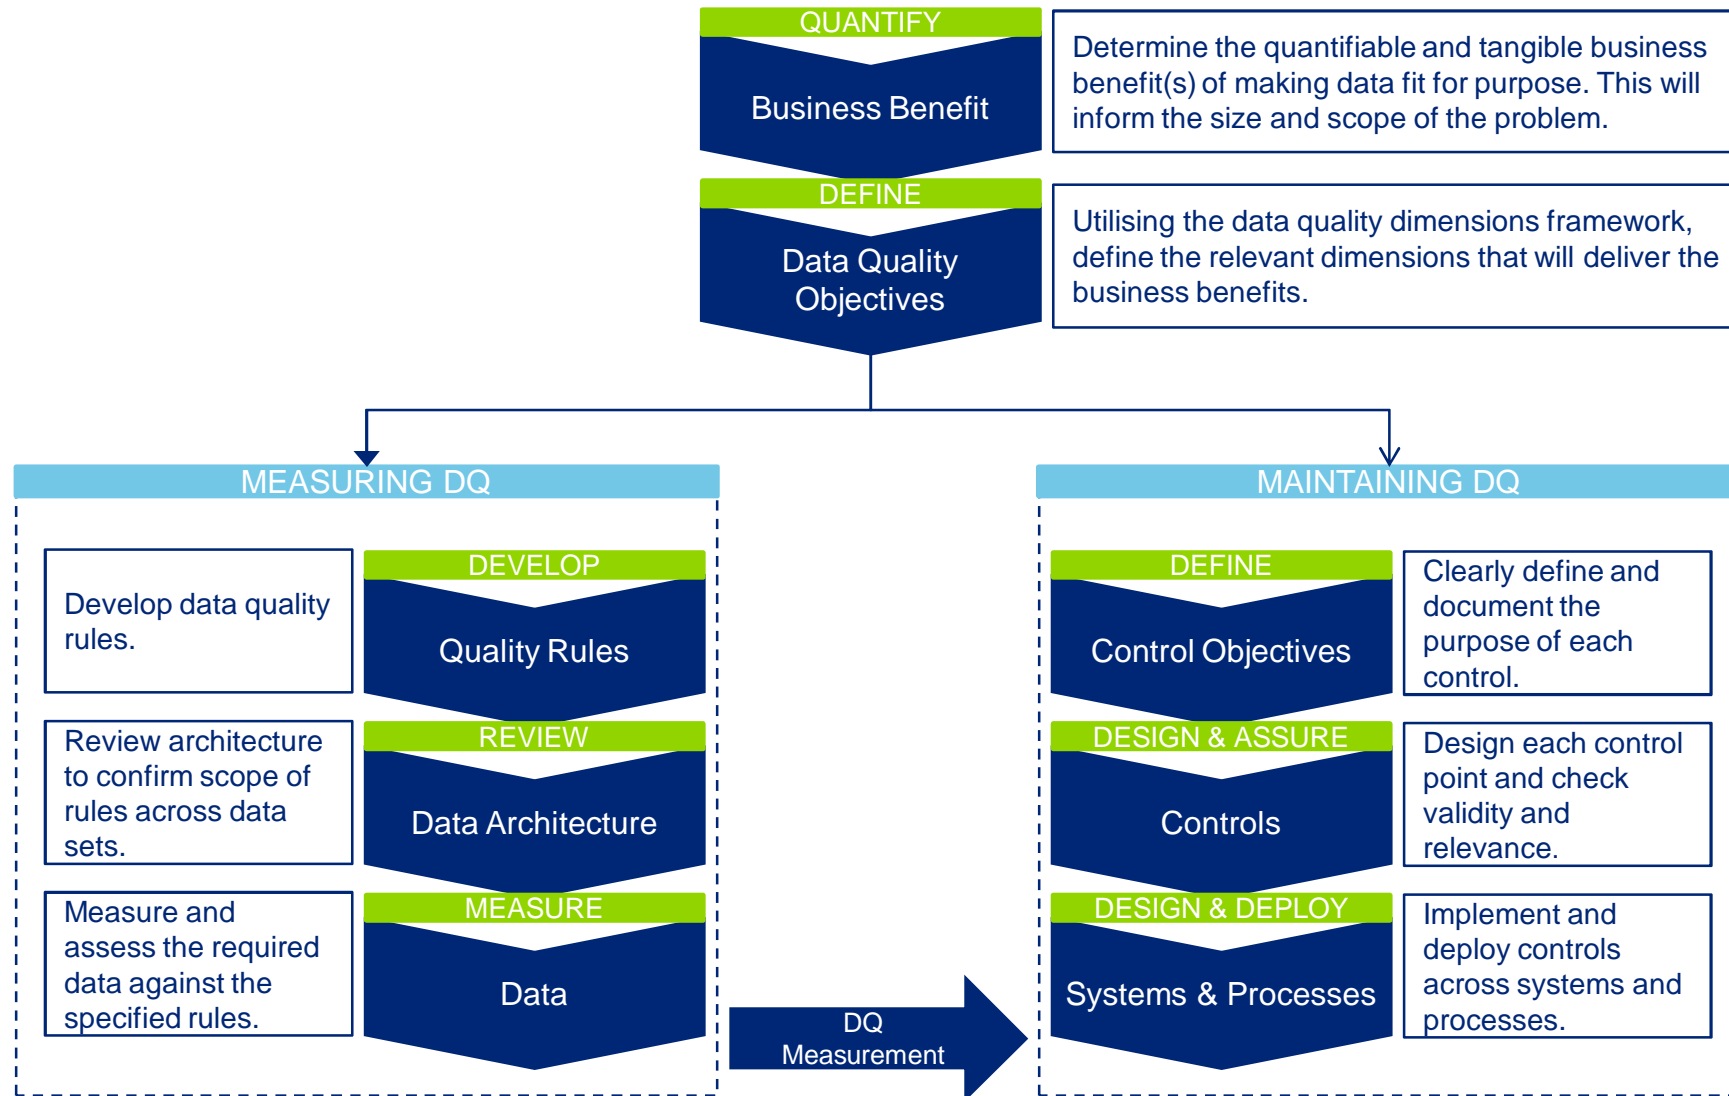 QUANTIFY
Business Benefit
Determine the quantifiable and tangible business
benefit(s) of making data fit for purpose. This will
inform the size and scope of the problem.
DEFINE
Data Quality
Objectives
Utilising the data quality dimensions framework,
define the relevant dimensions that will deliver the
business benefits.
MEASURING DQ
Develop data quality
rules.
DEVELOP
Quality Rules
Review architecture
to confirm scope of
rules across data
sets.
REVIEW
Data Architecture
Measure and
assess the required
data against the
specified rules.
MEASURE
Data
DQ
Measurement
MAINTAINING DQ
DEFINE
Control Objectives
Clearly define and
document the
purpose of each
control.
DESIGN & ASSURE
Controls
Design each control
point and check
validity and
relevance.
DESIGN & DEPLOY
Systems & Processes
Implement and
deploy controls
across systems and
processes.